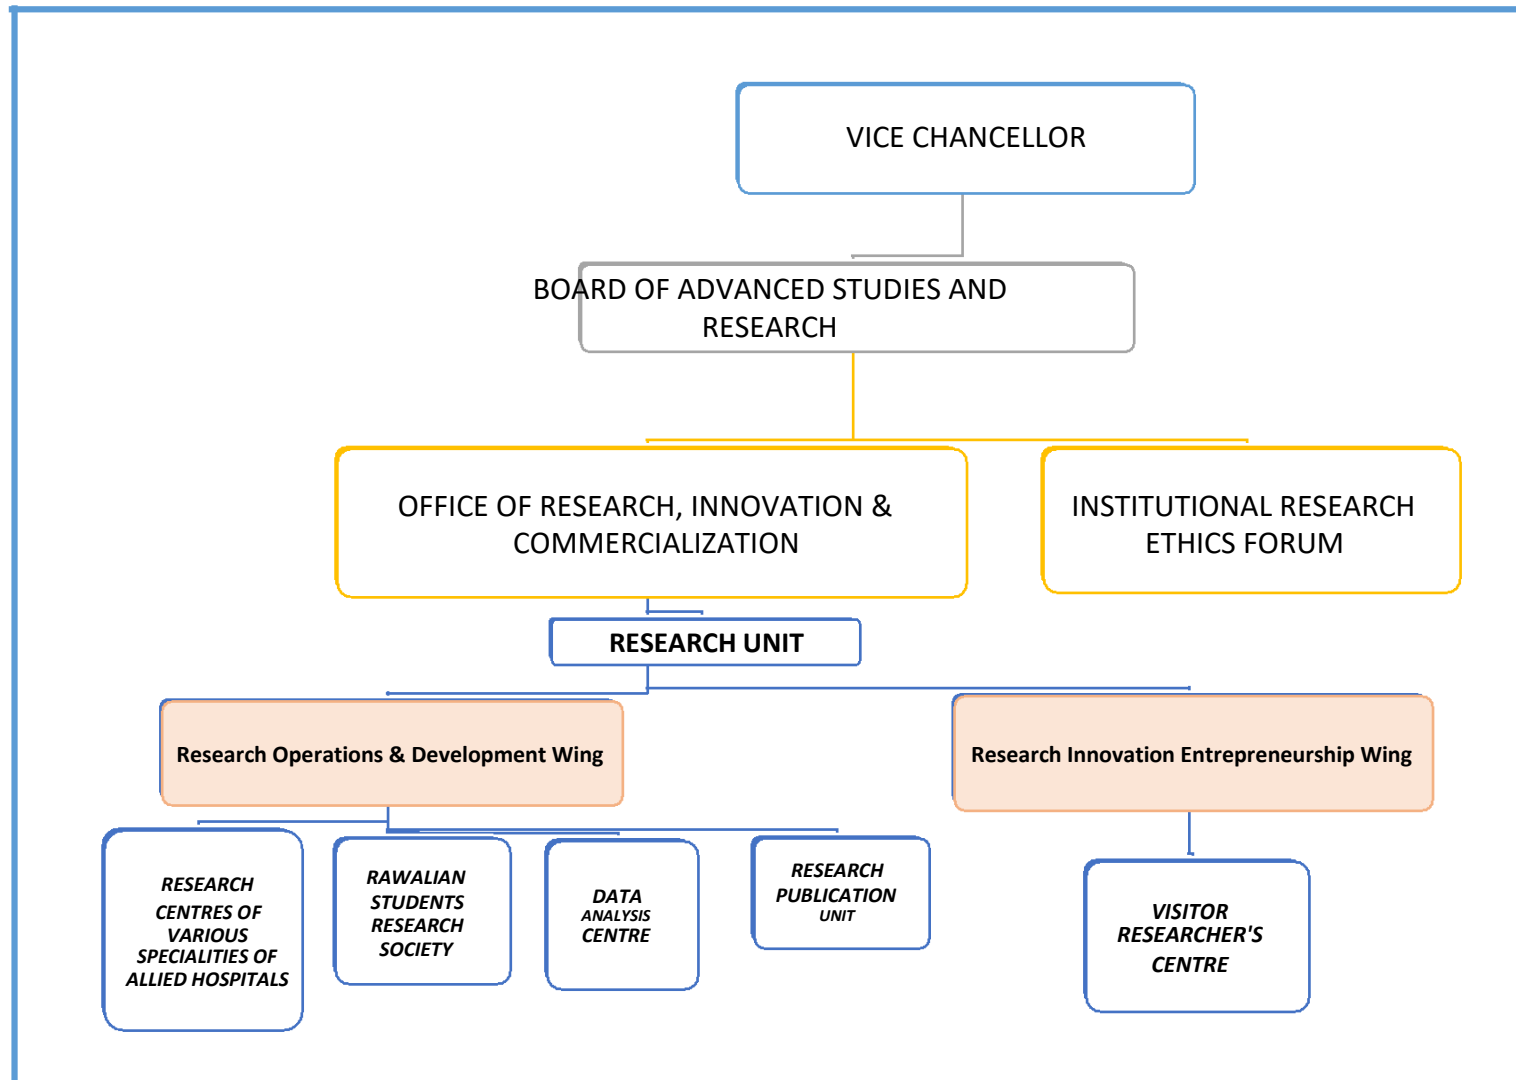 VICE CHANCELLOR
BOARD OF ADVANCED STUDIES AND
RESEARCH
OFFICE OF RESEARCH, INNOVATION &
COMMERCIALIZATION
INSTITUTIONAL RESEARCH
ETHICS FORUM
RESEARCH UNIT
Research Operations & Development Wing
Research Innovation Entrepreneurship Wing
RESEARCH
CENTRES OF
VARIOUS
SPECIALITIES OF
ALLIED HOSPITALS
RAWALIAN
STUDENTS
RESEARCH
SOCIETY
DATA
ANALYSIS
CENTRE
RESEARCH
PUBLICATION
UNIT
VISITOR
RESEARCHER'S
CENTRE